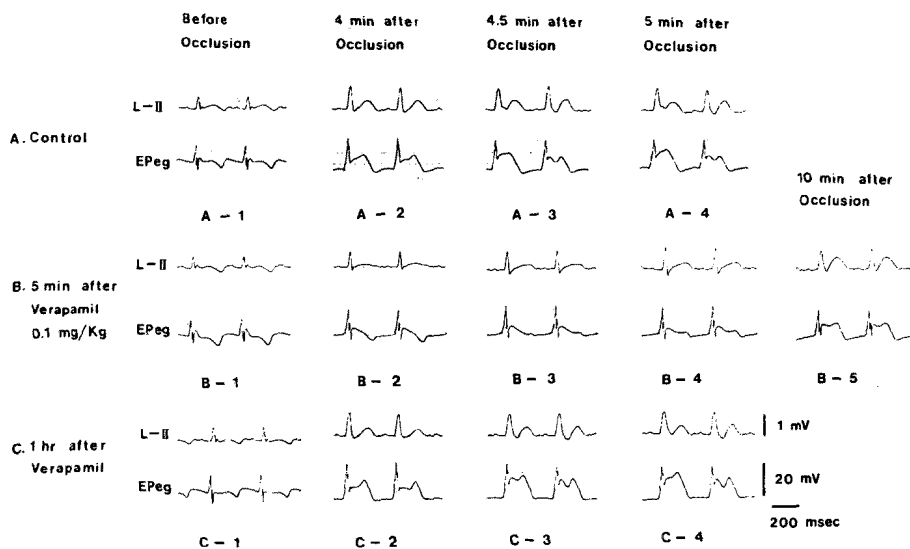 Before
Occlusion
4 min after
Occlusion
4.5 min after
Occlusion
5 min after
Occlusion
L-II
A. Control
EPeg
10 min after
Occlusion
A - 1
A - 2
A - 3
A - 4
L-II
B. 5 min after
Verapamil
0.1 mg/Kg
EPeg
B - 1
B - 2
B - 3
B - 4
B - 5
L-II
C. 1 hr after
Verapamil
1 mV
EPeg
20 mV
200 msec
C - 1
C - 2
C - 3
C - 4